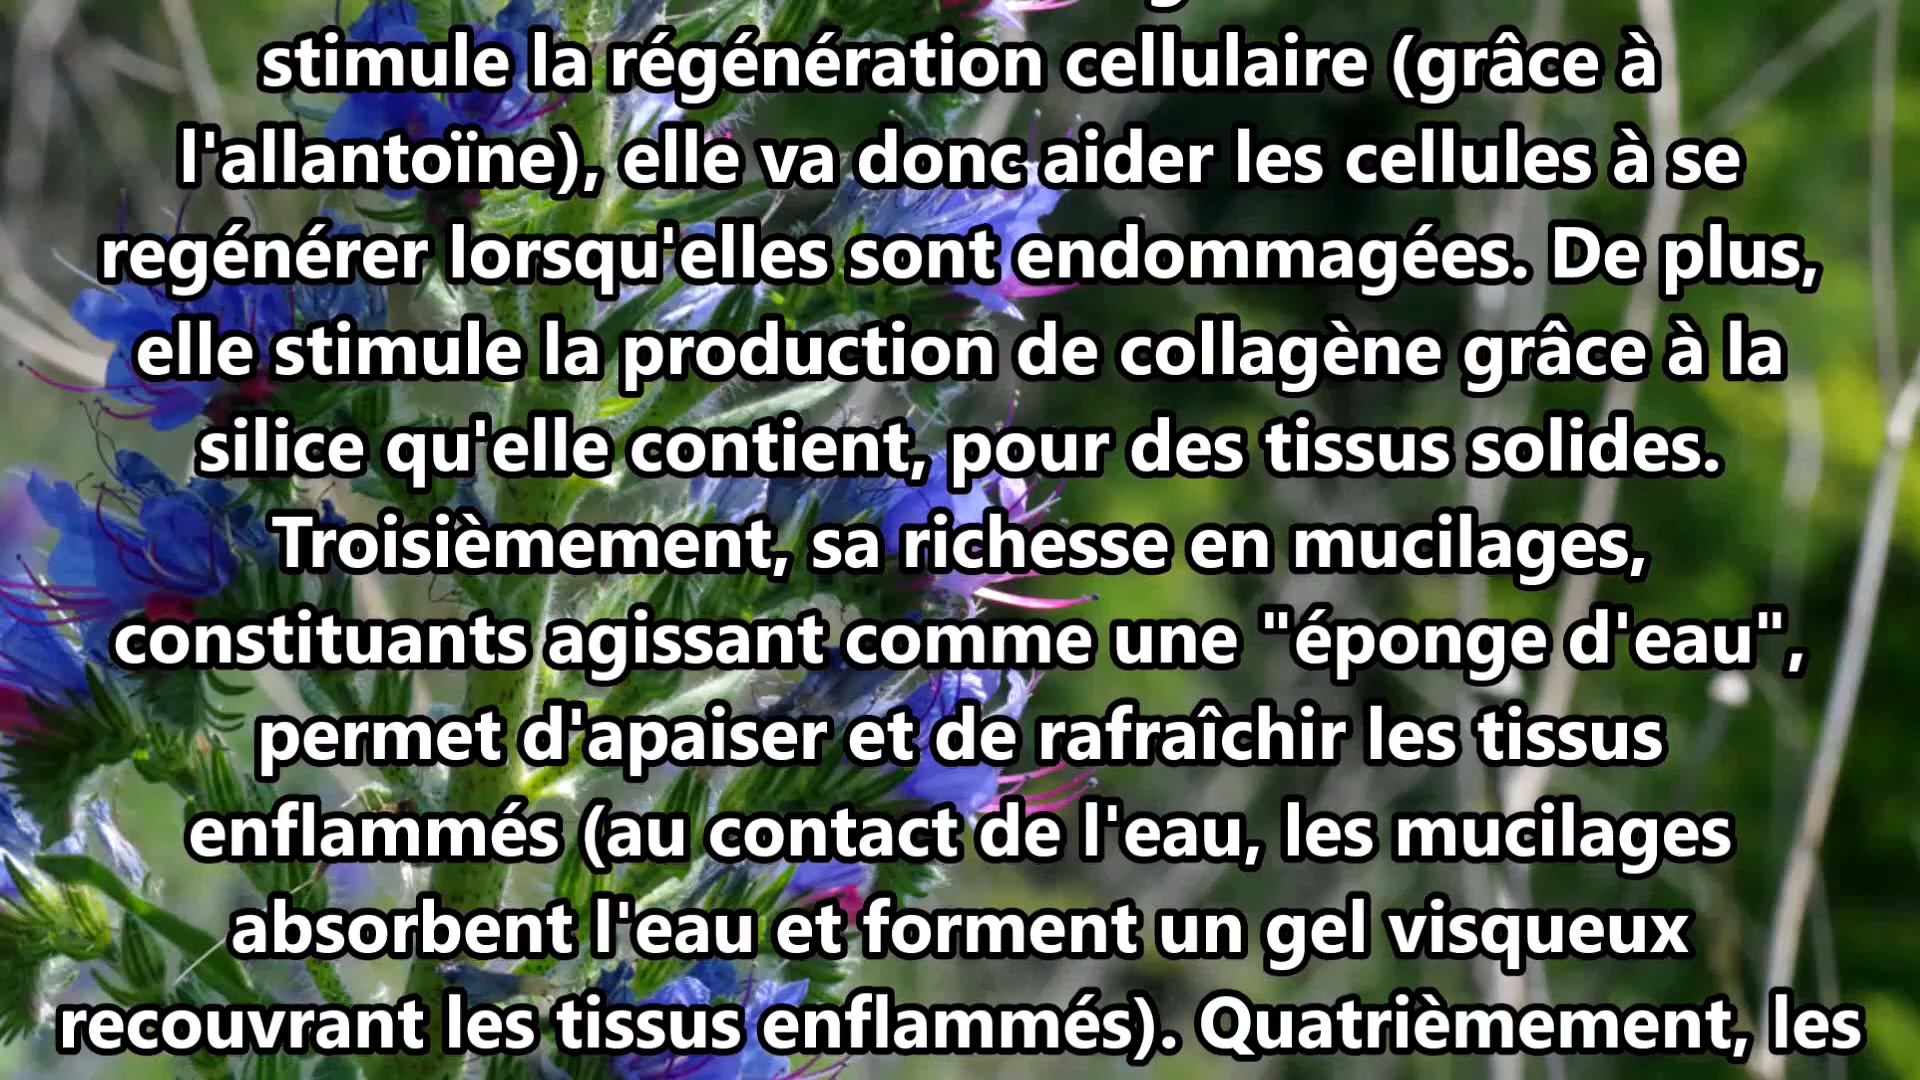 stimule la régénération cellulaire (grâce à
l'allantoïne), elle va donc aider les cellules à se
regénérer lorsqu'elles sont endommagées. De plus,
elle stimule la production de collagène grâce à la
silice qu'elle contient, pour des tissus solides.
Troisièmement, sa richesse en mucilages,
constituants agissant comme une "éponge d'eau",
permet d'apaiser et de rafraîchir les tissus
enflammés (au contact de l'eau, les mucilages
absorbent l'eau et forment un gel visqueux
recouvrant les tissus enflammés). Quatrièmement, les